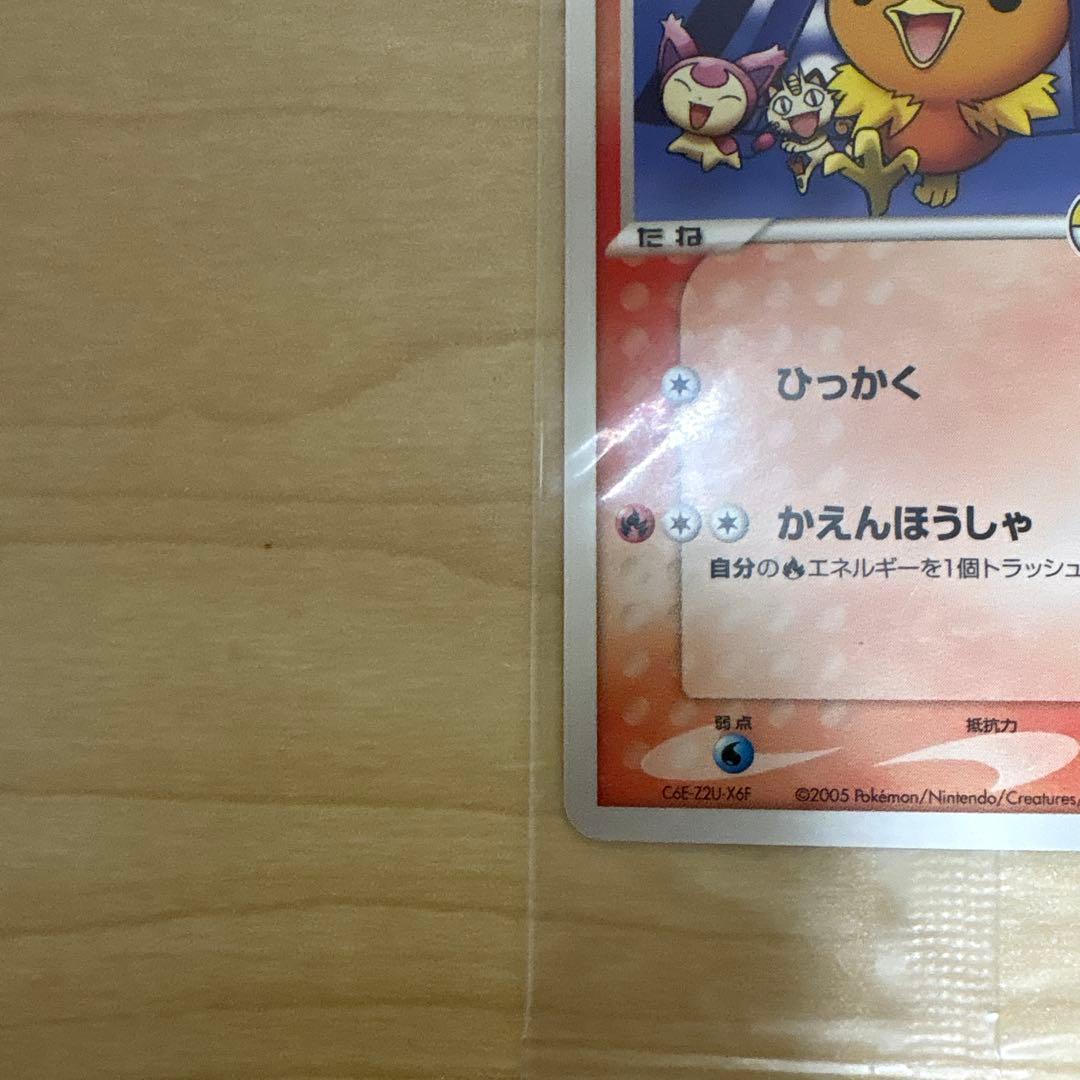 たね
ひっかく
かえんほうしゃ
自分のエネルギーを1個トラッシュ
弱点
抵抗力
C6E-Z2U-X6F
©2005 Pokémon/Nintendo/Creatures/